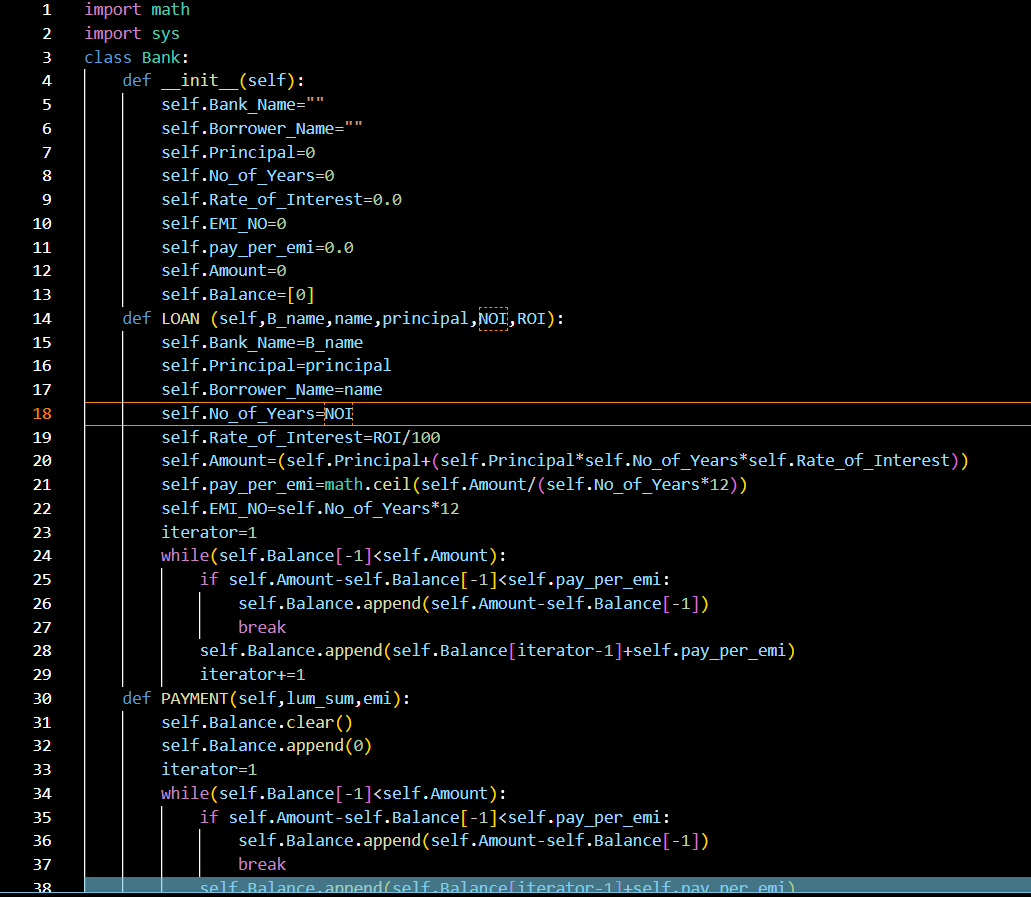 1 import math
2 import sys
3 class Bank:
4     def __init__(self):
5         self.Bank_Name=""
6         self.Borrower_Name=""
7         self.Principal=0
8         self.No_of_Years=0
9         self.Rate_of_Interest=0.0
10         self.EMI_NO=0
11         self.pay_per_emi=0.0
12         self.Amount=0
13         self.Balance=[0]
14     def LOAN (self,B_name,name,principal,NOI,ROI):
15         self.Bank_Name=B_name
16         self.Principal=principal
17         self.Borrower_Name=name
18         self.No_of_Years=NOI
19         self.Rate_of_Interest=ROI/100
20         self.Amount=(self.Principal+(self.Principal*self.No_of_Years*self.Rate_of_Interest))
21         self.pay_per_emi=math.ceil(self.Amount/(self.No_of_Years*12))
22         self.EMI_NO=self.No_of_Years*12
23         iterator=1
24         while(self.Balance[-1]<self.Amount):
25             if self.Amount-self.Balance[-1]<self.pay_per_emi:
26                 self.Balance.append(self.Amount-self.Balance[-1])
27                 break
28             self.Balance.append(self.Balance[iterator-1]+self.pay_per_emi)
29             iterator+=1
30     def PAYMENT(self,lum_sum,emi):
31         self.Balance.clear()
32         self.Balance.append(0)
33         iterator=1
34         while(self.Balance[-1]<self.Amount):
35             if self.Amount-self.Balance[-1]<self.pay_per_emi:
36                 self.Balance.append(self.Amount-self.Balance[-1])
37                 break
38             self.Balance.append(self.Balance[iterator-1]+self.pay_per_emi)